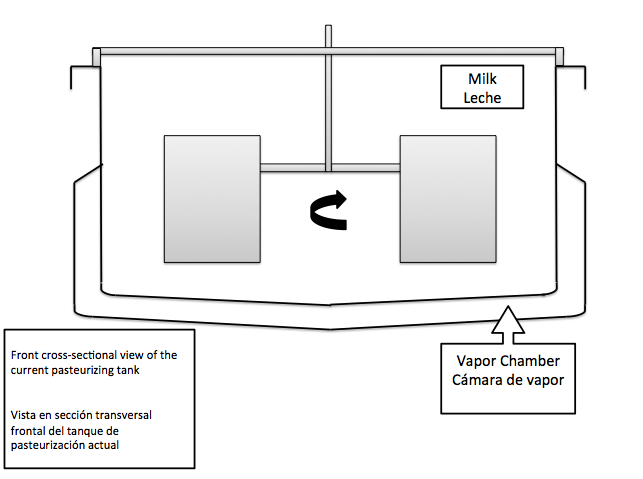 Milk
Leche
Vapor Chamber
Cámara de vapor
Front cross-sectional view of the
current pasteurizing tank
Vista en sección transversal
frontal del tanque de
pasteurización actual